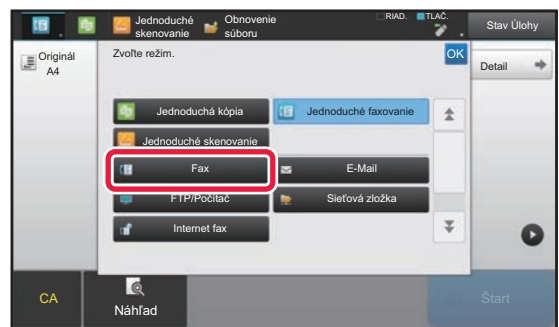 Jednoduché
skenovanie
Obnovenie
súboru
RIAD.
TLAČ.
Stav Úlohy
Originál
A4
Zvoľte režim.
OK
Detail
Jednoduchá kópia
Jednoduché faxovanie
Jednoduché skenovanie
Fax
E-Mail
FTP/Počítač
Sieťová zložka
Internet fax
CA
Náhľad
Štart